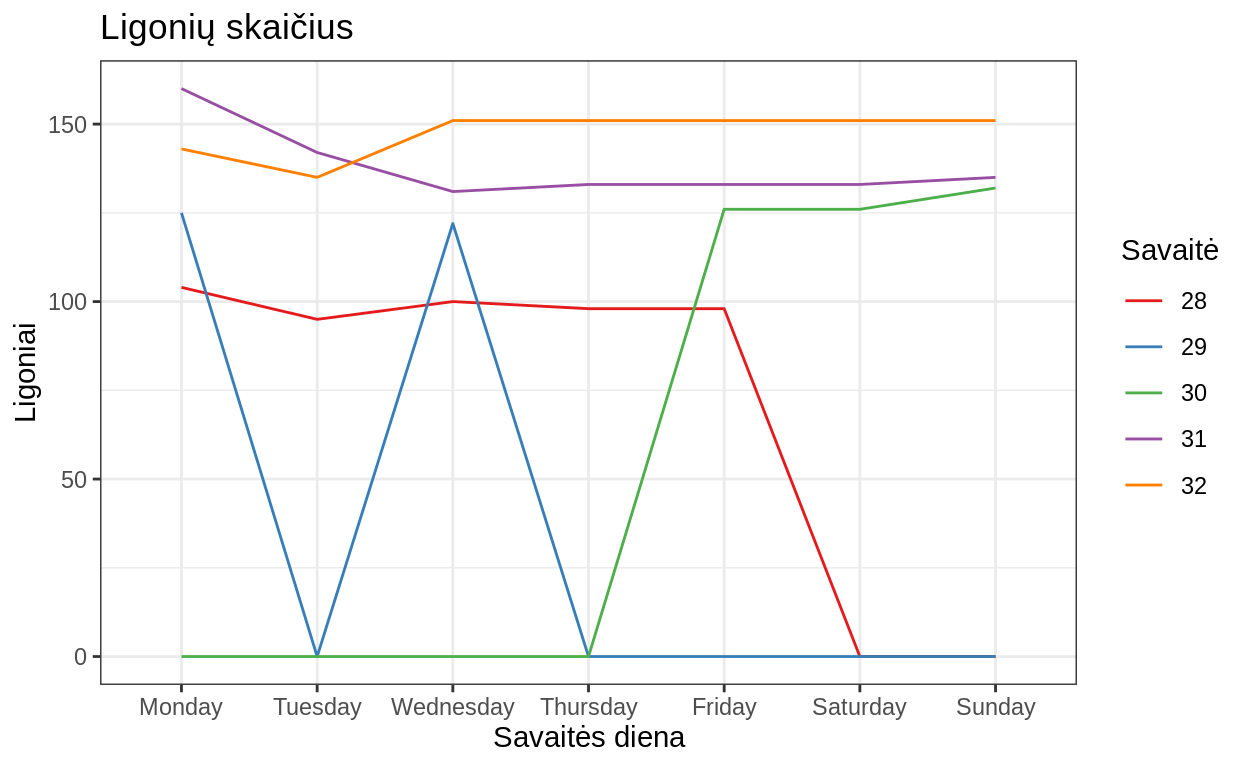 Ligonių skaičius
150
100
50
0
Ligoniai
Monday Tuesday Wednesday Thursday Friday Saturday Sunday
Savaitės diena
Savaitė
28
29
30
31
32